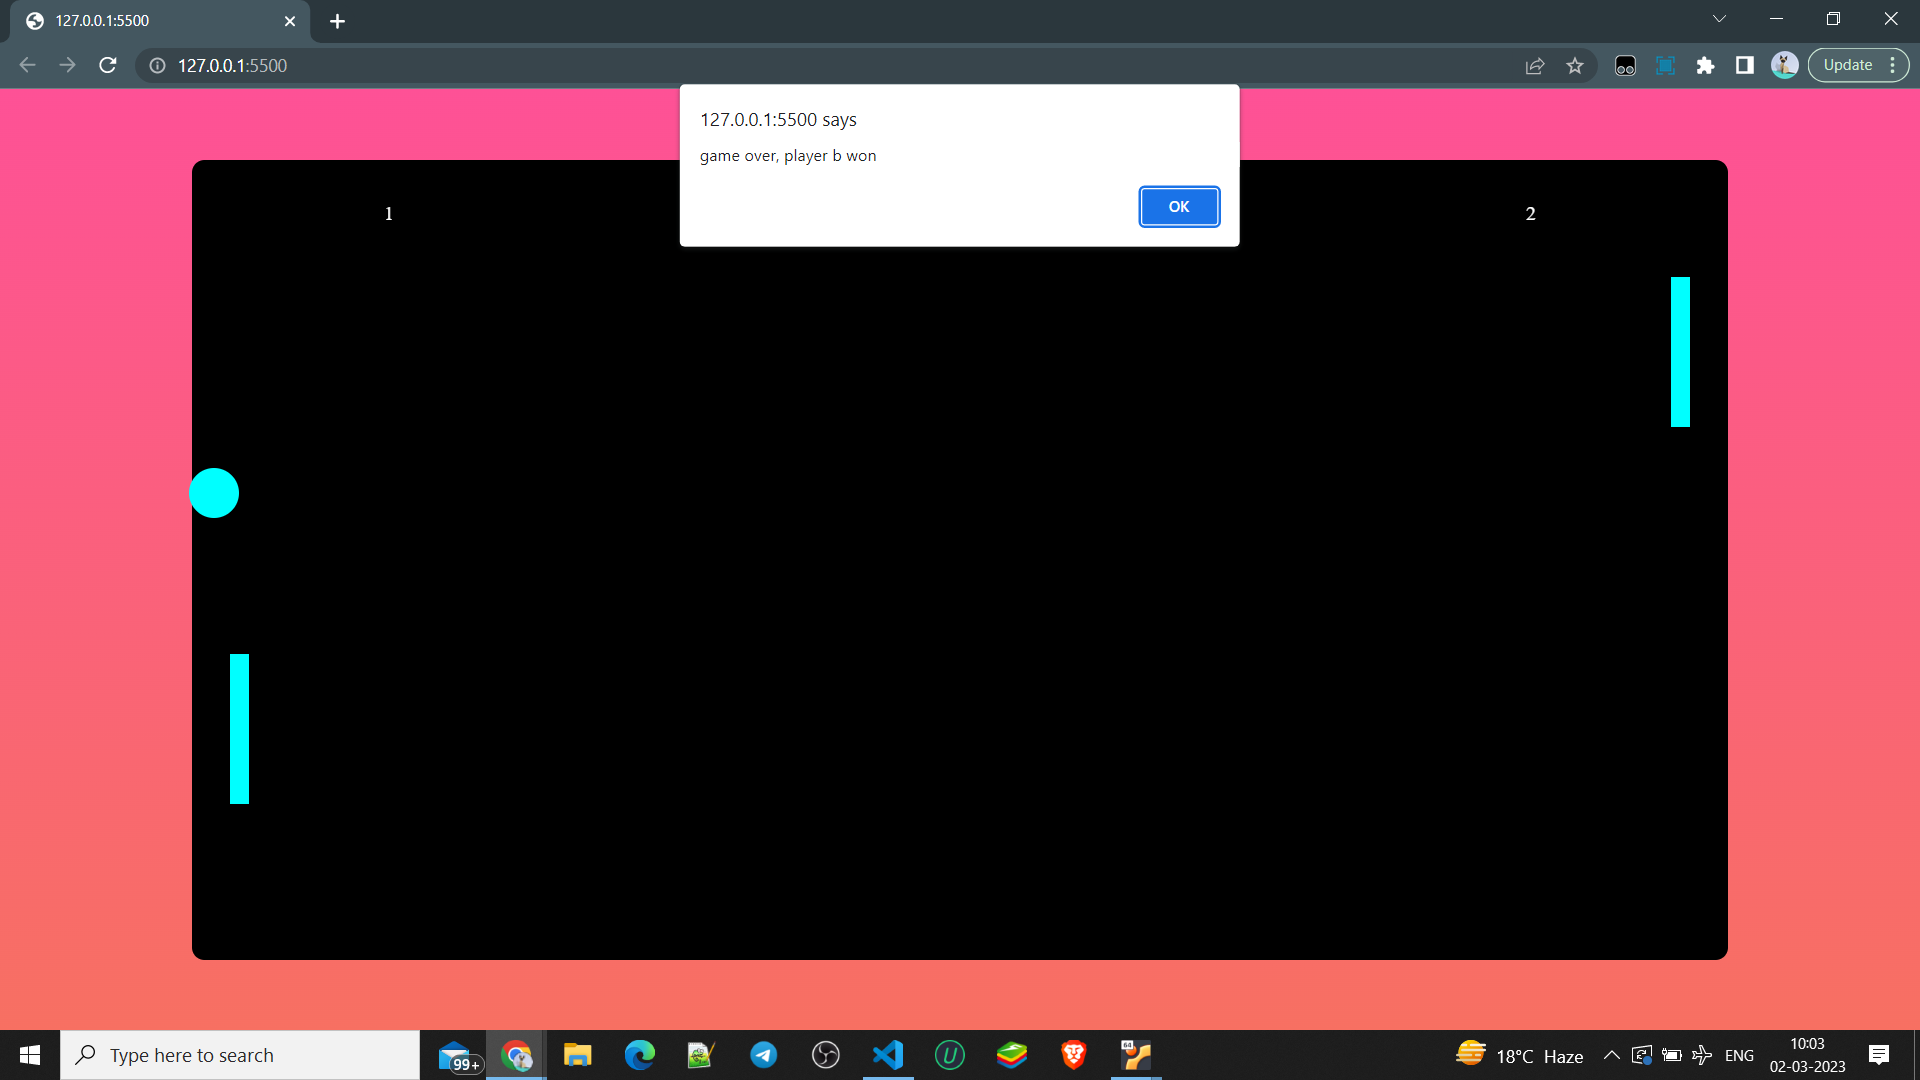 127.0.0.1:5500
127.0.0.1:5500
Update
127.0.0.1:5500 says
game over, player b won
OK
1
2
Type here to search
99+
U
64
18°C Haze
ENG
10:03
02-03-2023